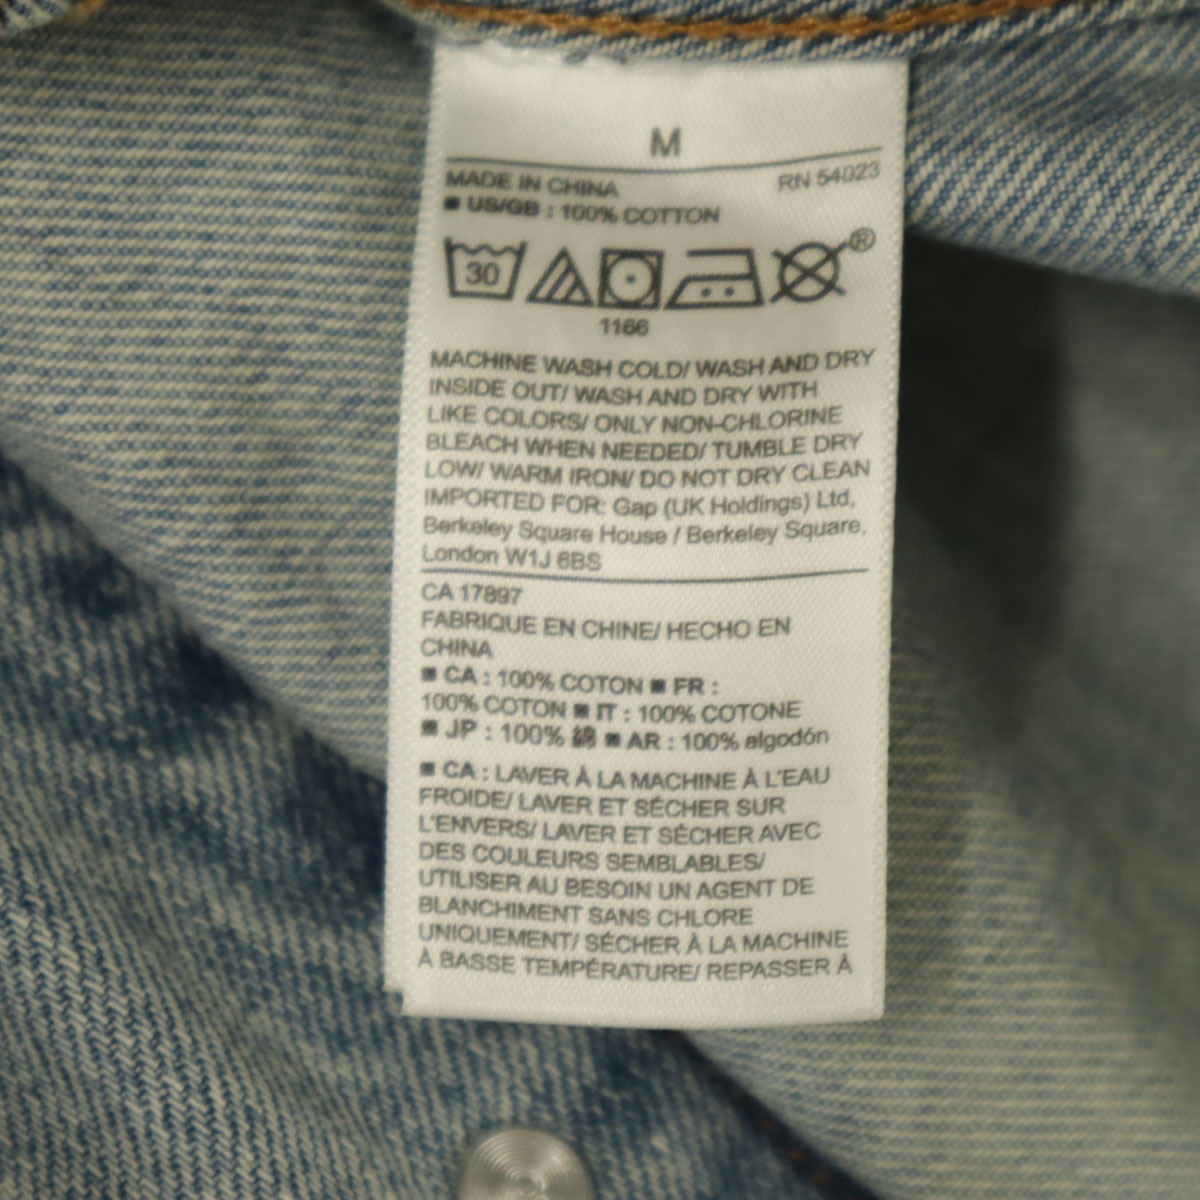 M
MADE IN CHINA RN 54023
■ US/GB : 100% COTTON
30 ®
1166
MACHINE WASH COLD/ WASH AND DRY
INSIDE OUT/ WASH AND DRY WITH
LIKE COLORS/ ONLY NON-CHLORINE
BLEACH WHEN NEEDED/ TUMBLE DRY
LOW/ WARM IRON/ DO NOT DRY CLEAN
IMPORTED FOR: Gap (UK Holdings) Ltd,
Berkeley Square House / Berkeley Square,
London W1J 6BS
CA 17897
FABRIQUE EN CHINE/ HECHO EN
CHINA
■ CA : 100% COTON ■ FR :
100% COTON ■ IT : 100% COTONE
■ JP : 100% 綿 ■ AR : 100% algodón
■ CA : LAVER À LA MACHINE À L'EAU
FROIDE/ LAVER ET SÉCHER SUR
L'ENVERS/ LAVER ET SÉCHER AVEC
DES COULEURS SEMBLABLES/
UTILISER AU BESOIN UN AGENT DE
BLANCHIMENT SANS CHLORE
UNIQUEMENT/ SÉCHER À LA MACHINE
À BASSE TEMPÉRATURE/ REPASSER À